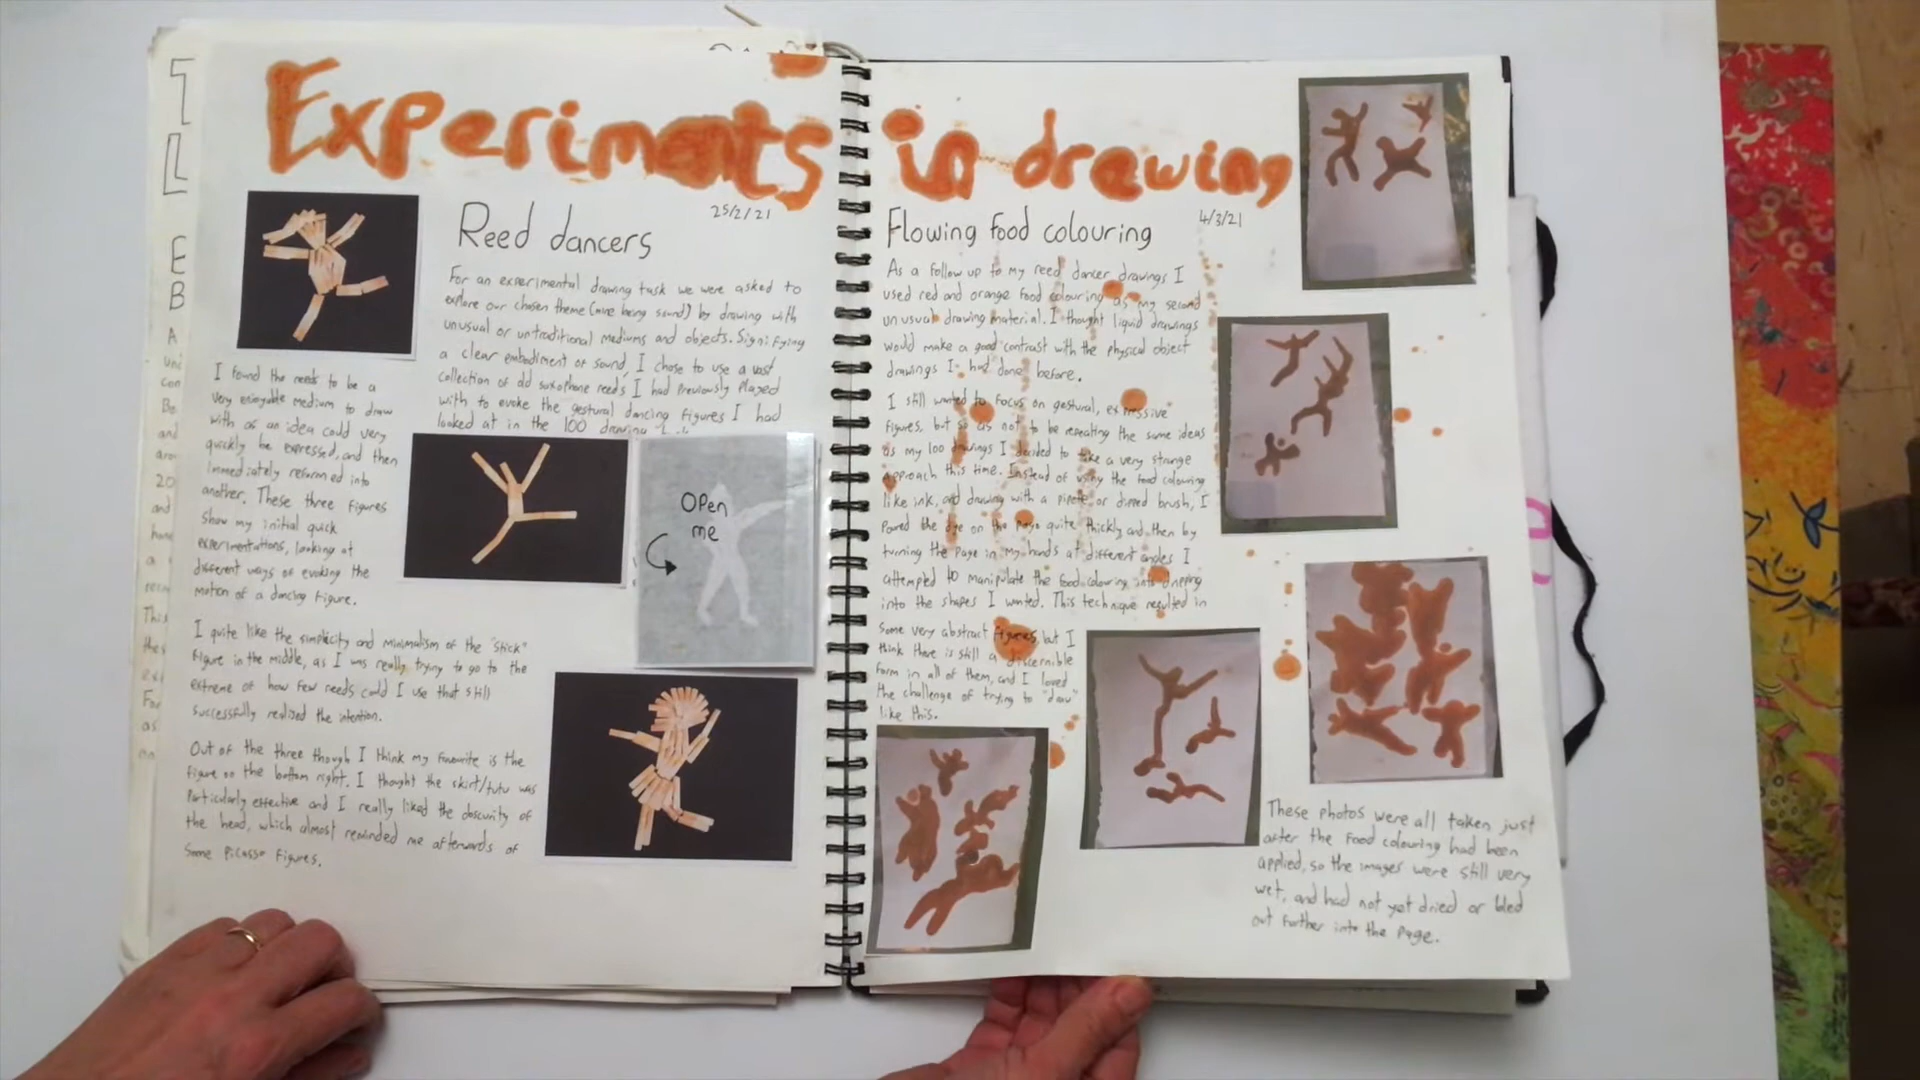 Experiments in drawing
Reed dancers
25/2/21
For an experimental drawing task we were asked to
explore our chosen theme (mine being sound) by drawing with
unusual or untraditional mediums and objects. Signifying
a clear embodiment of sound, I chose to use a vast
collection of old saxophone reeds I had previously played
with to evoke the gestural dancing figures I had
looked at in the 100 drawing
I found the reeds to be a
very enjoyable medium to draw
with as an idea could very
quickly be expressed, and then
immediately reformed into
another. These three figures
show my initial quick
experimentations, looking at
different ways of evoking the
motion of a dancing figure.
Open
me
I quite like the simplicity and minimalism of the "stick"
figure in the middle, as I was really trying to go to the
extreme of how few reeds could I use that still
successfully realised the intention.
Out of the three though I think my favourite is the
figure on the bottom right. I thought the skirt/tutu was
particularly effective and I really liked the obscurity of
the head, which almost reminded me afterwards of
some Picasso figures.
Flowing food colouring
4/3/21
As a follow up to my reed dancer drawings I
used red and orange food colouring as my second
unusual drawing material. I thought liquid drawings
would make a good contrast with the physical object
drawings I had done before.
I still wanted to focus on gestural, expressive
figures, but so as not to be repeating the same ideas
as my 100 drawings I decided to take a very strange
approach this time. Instead of using the food colouring
like ink, and drawing with a pipete or dipped brush, I
poured the dye on the page quite thickly and then by
turning the page in my hands at different angles I
attempted to manipulate the food colouring into dripping
into the shapes I wanted. This technique resulted in
some very abstract figures, but I
think there is still a discernible
form in all of them, and I loved
the challenge of trying to "draw"
like this.
These photos were all taken just
after the food colouring had been
applied, so the images were still very
wet, and had not yet dried or bled
out further into the page.
T
L
E
B
A